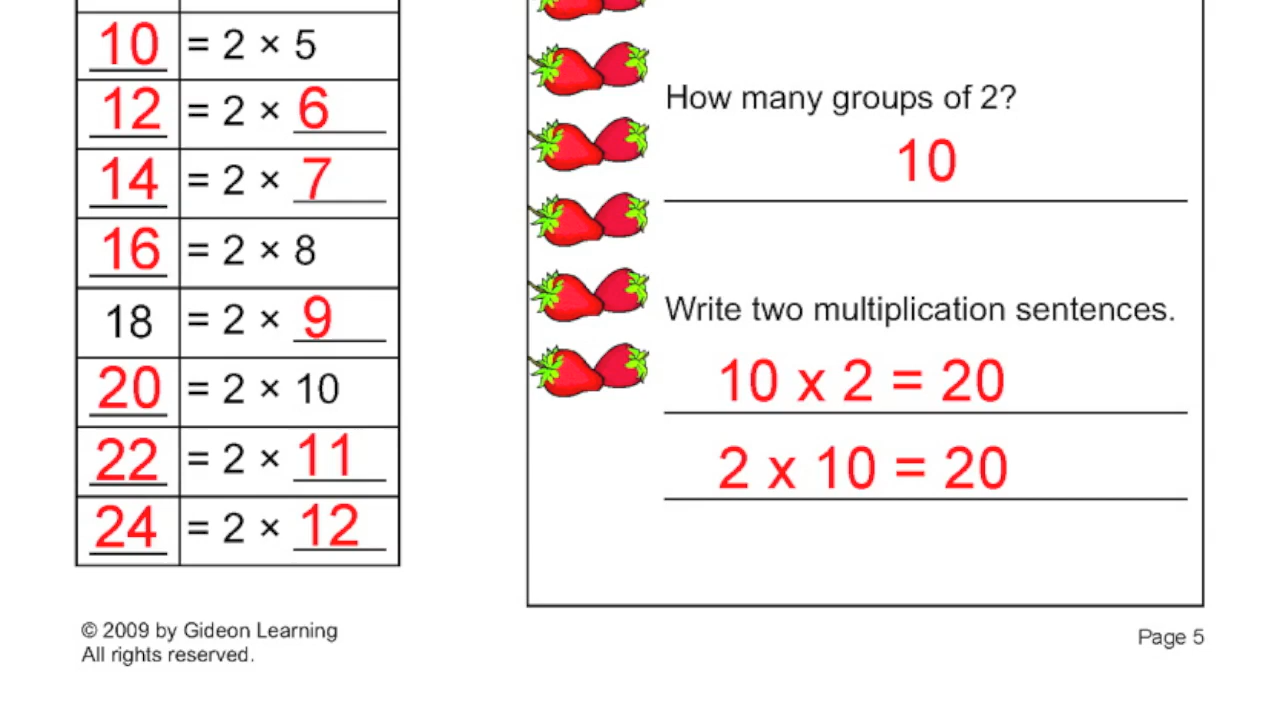 10 = 2 × 5
12 = 2 × 6
14 = 2 × 7
16 = 2 × 8
18 = 2 × 9
20 = 2 × 10
22 = 2 × 11
24 = 2 × 12
How many groups of 2?
10
Write two multiplication sentences.
10 x 2 = 20
2 x 10 = 20
© 2009 by Gideon Learning
All rights reserved.
Page 5